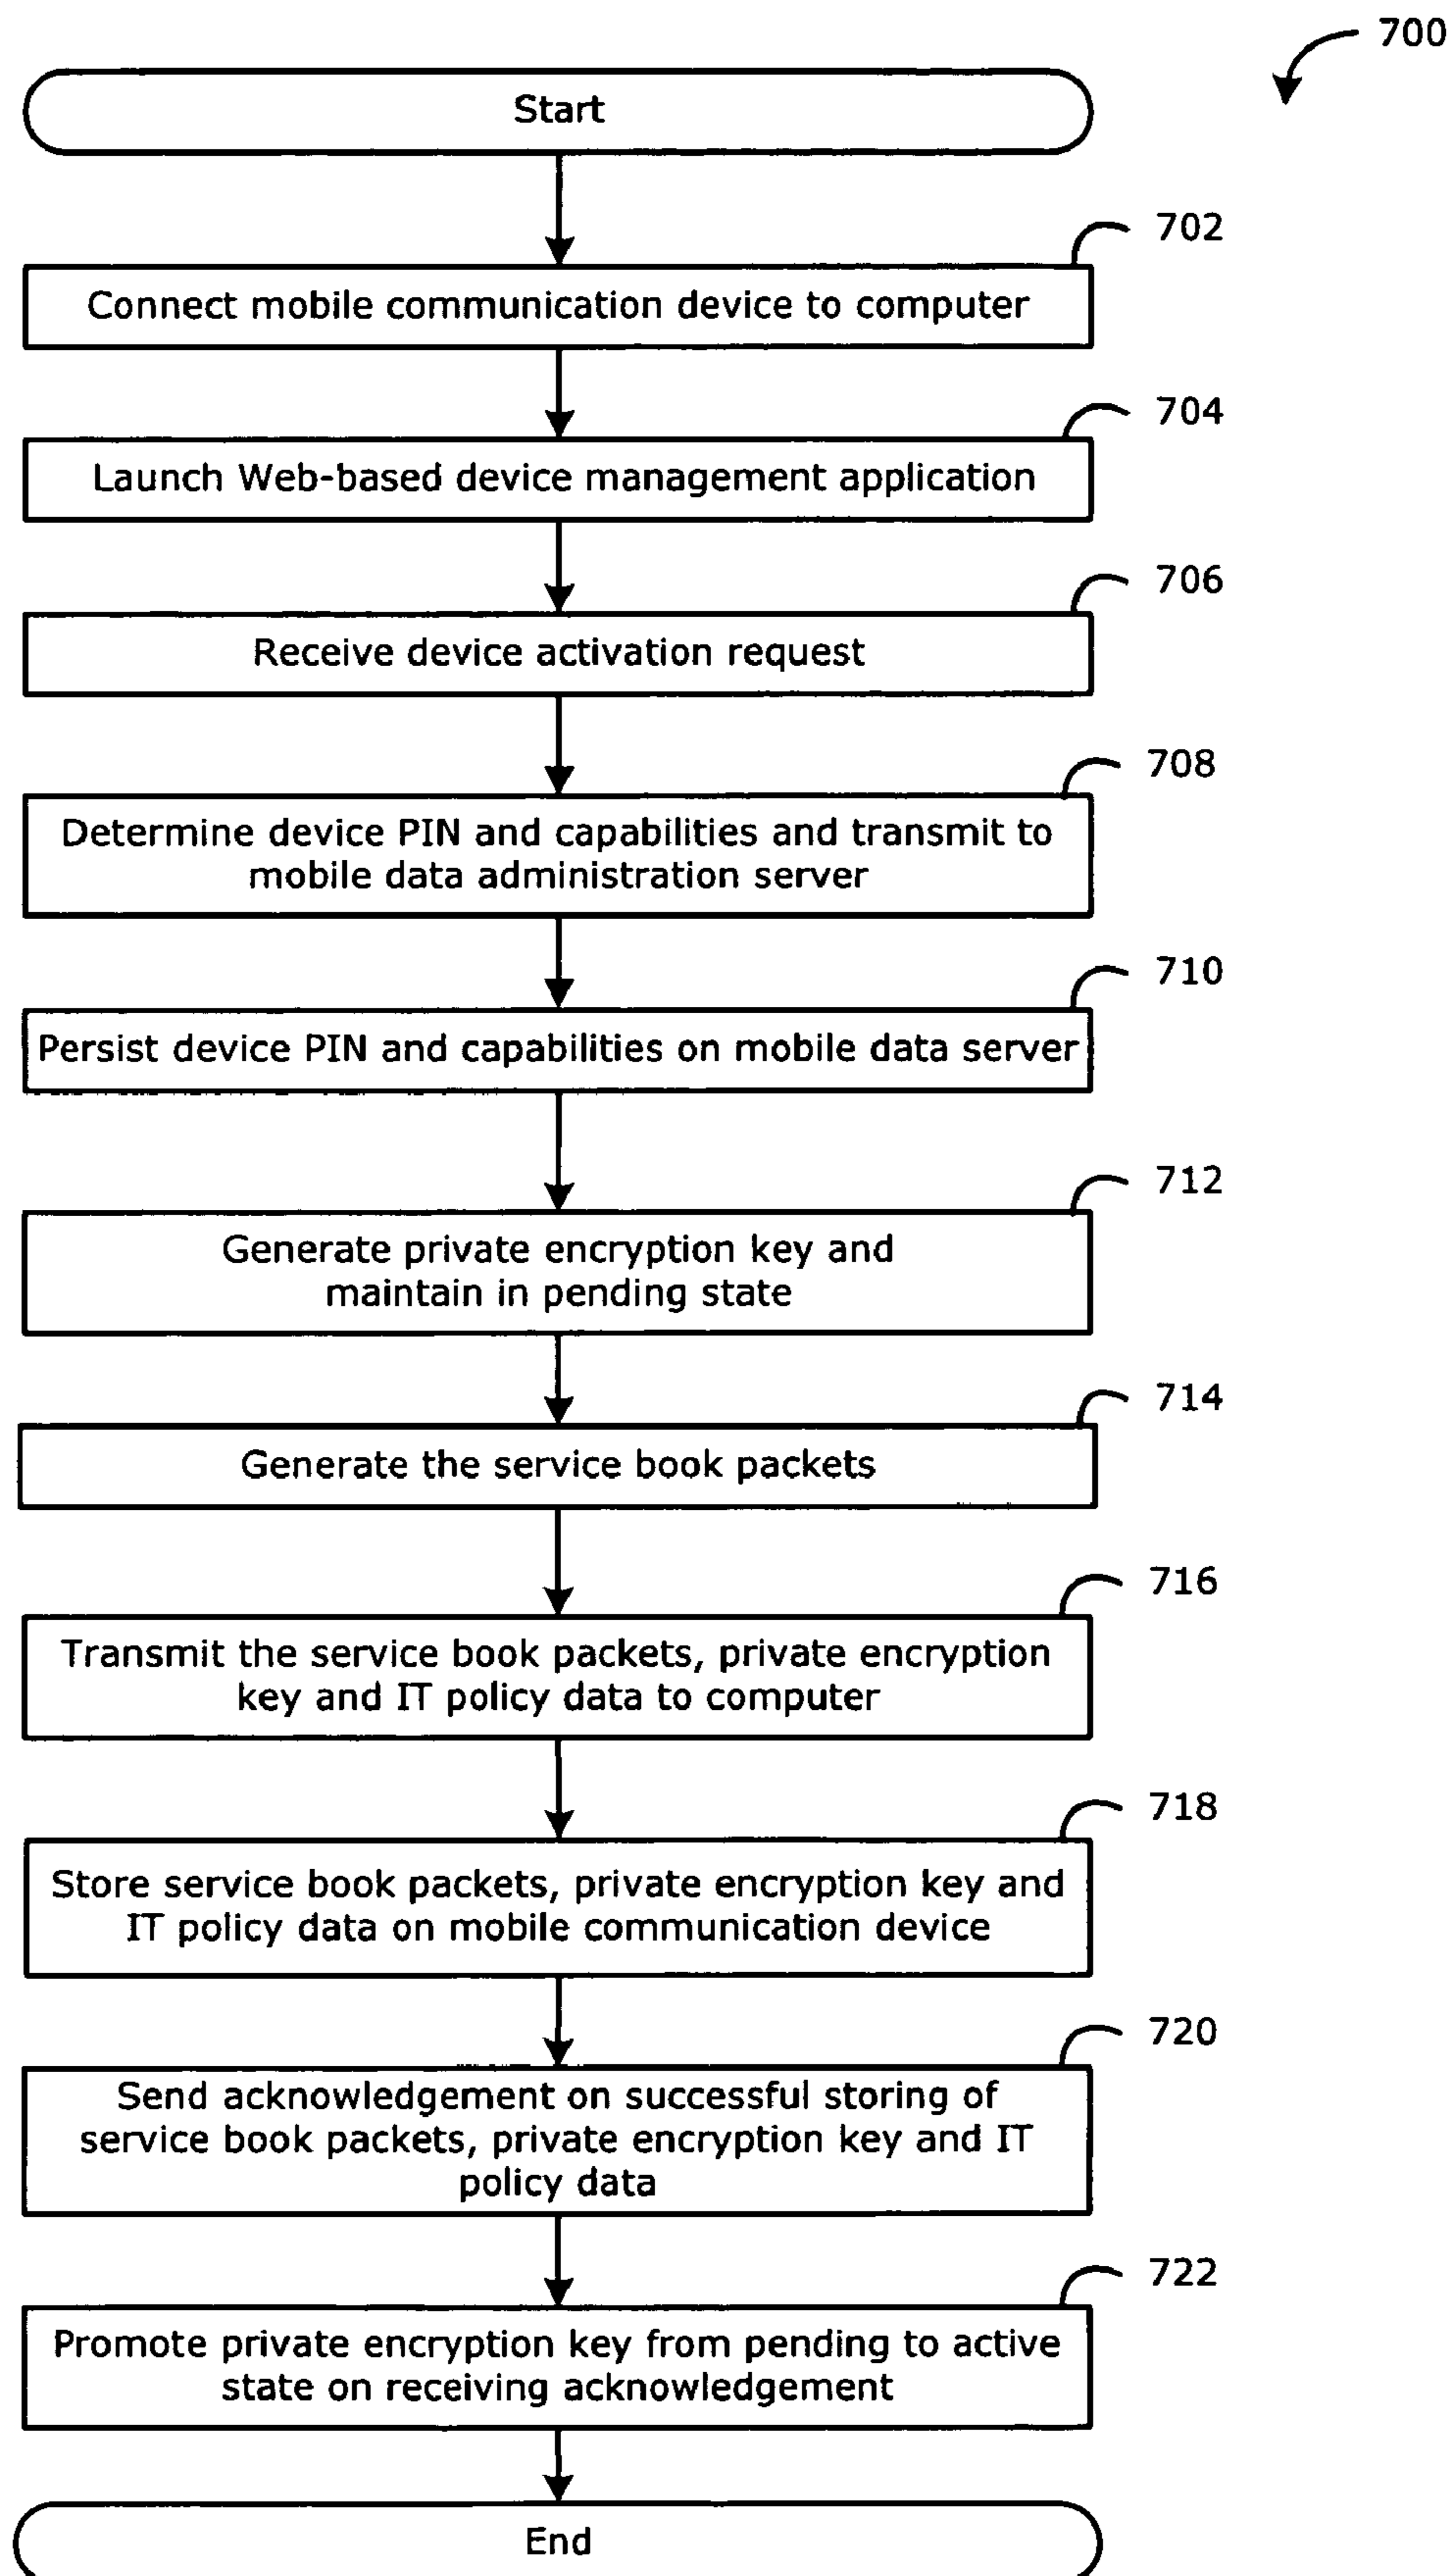 700
Start
702
Connect mobile communication device to computer
704
Launch Web-based device management application
706
Receive device activation request
708
Determine device PIN and capabilities and transmit to
mobile data administration server
710
Persist device PIN and capabilities on mobile data server
712
Generate private encryption key and
maintain in pending state
714
Generate the service book packets
716
Transmit the service book packets, private encryption
key and IT policy data to computer
718
Store service book packets, private encryption key and
IT policy data on mobile communication device
720
Send acknowledgement on successful storing of
service book packets, private encryption key and IT
policy data
722
Promote private encryption key from pending to active
state on receiving acknowledgement
End